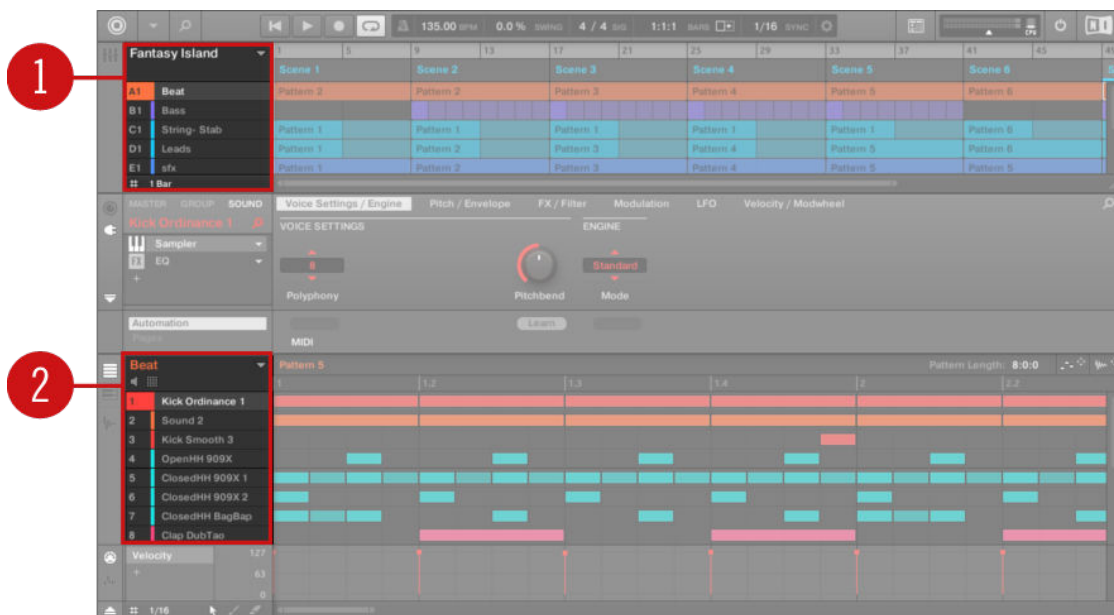 135.00 BPM 0.0 % SWING 4 / 4 SIG 1:1:1 BARS 1/16 SYNC CPU
1
Fantasy Island
1 5 9 13 17 21 25 29 33 37 41 45
Scene 1 Scene 2 Scene 3 Scene 4 Scene 5 Scene 6
A1 Beat Pattern 2 Pattern 2 Pattern 3 Pattern 4 Pattern 5 Pattern 6
B1 Bass
C1 String- Stab Pattern 1 Pattern 1 Pattern 1 Pattern 1 Pattern 1 Pattern 6
D1 Leads Pattern 1 Pattern 2 Pattern 3 Pattern 4 Pattern 5 Pattern 6
E1 sfx Pattern 1 Pattern 2 Pattern 3 Pattern 4 Pattern 5 Pattern 5
1 Bar
MASTER GROUP SOUND Voice Settings / Engine Pitch / Envelope FX / Filter Modulation LFO Velocity / Modwheel
Kick Ordinance 1 VOICE SETTINGS ENGINE
Sampler
FX EQ 8 Standard
+
Polyphony Pitchbend Mode
Automation Learn
Plugins
MIDI
2
Beat Pattern 5 Pattern Length: 8:0:0
1 1.2 1.3 1.4 2 2.2
1 Kick Ordinance 1
2 Sound 2
3 Kick Smooth 3
4 OpenHH 909X
5 ClosedHH 909X 1
6 ClosedHH 909X 2
7 ClosedHH BagBap
8 Clap DubTao
Velocity 127
+ 63
0
1/16